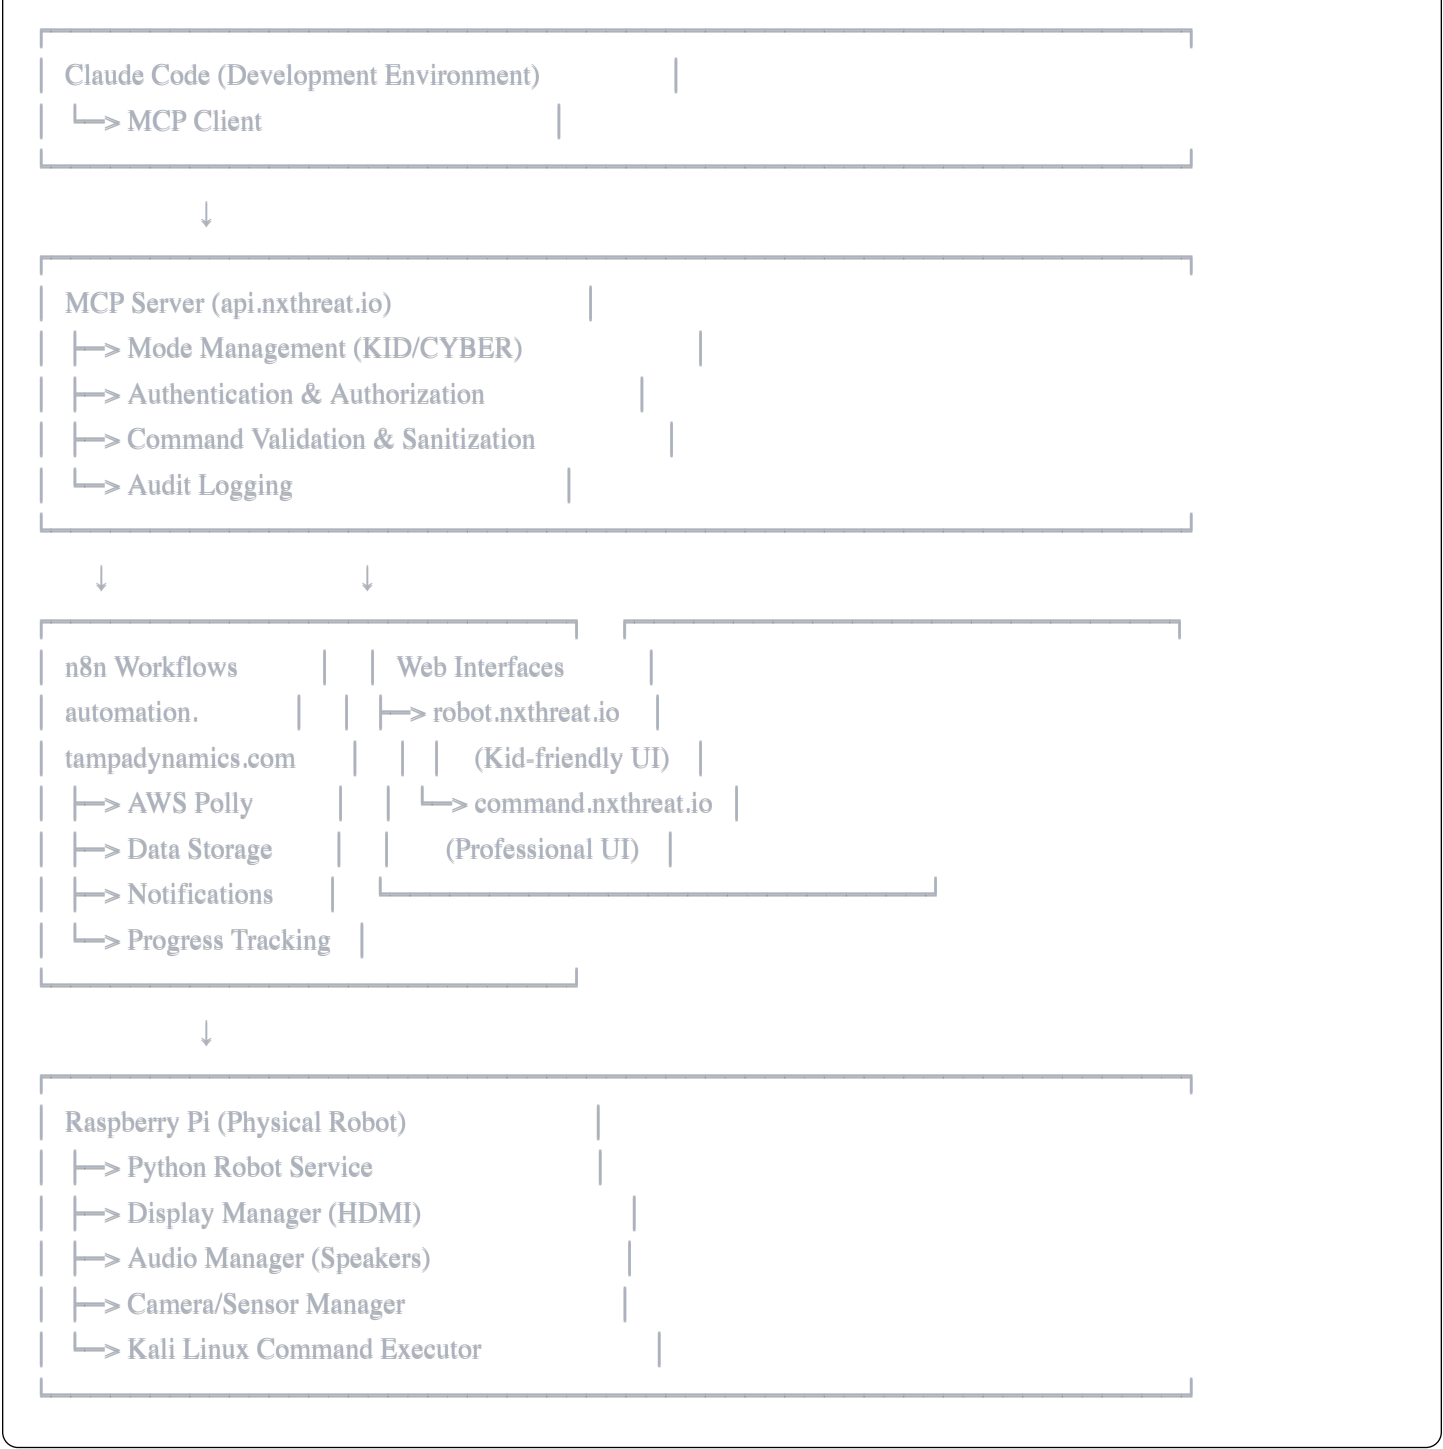 Claude Code (Development Environment)
└─> MCP Client
↓
MCP Server (api.nxthreat.io)
├─> Mode Management (KID/CYBER)
├─> Authentication & Authorization
├─> Command Validation & Sanitization
└─> Audit Logging
↓ ↓
n8n Workflows │ │ Web Interfaces │
automation. │ │ ├─> robot.nxthreat.io │
tampadynamics.com │ │ │ (Kid-friendly UI) │
├─> AWS Polly │ │ └─> command.nxthreat.io │
├─> Data Storage │ │ (Professional UI) │
├─> Notifications
└─> Progress Tracking
↓
Raspberry Pi (Physical Robot)
├─> Python Robot Service
├─> Display Manager (HDMI)
├─> Audio Manager (Speakers)
├─> Camera/Sensor Manager
└─> Kali Linux Command Executor